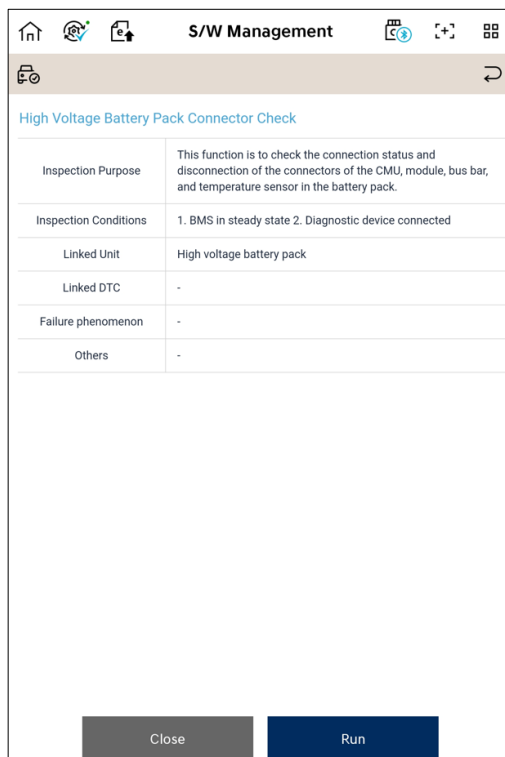 S/W Management
High Voltage Battery Pack Connector Check
Inspection Purpose
This function is to check the connection status and
disconnection of the connectors of the CMU, module, bus bar,
and temperature sensor in the battery pack.
Inspection Conditions
1. BMS in steady state 2. Diagnostic device connected
Linked Unit
High voltage battery pack
Linked DTC
-
Failure phenomenon
-
Others
-
Close
Run